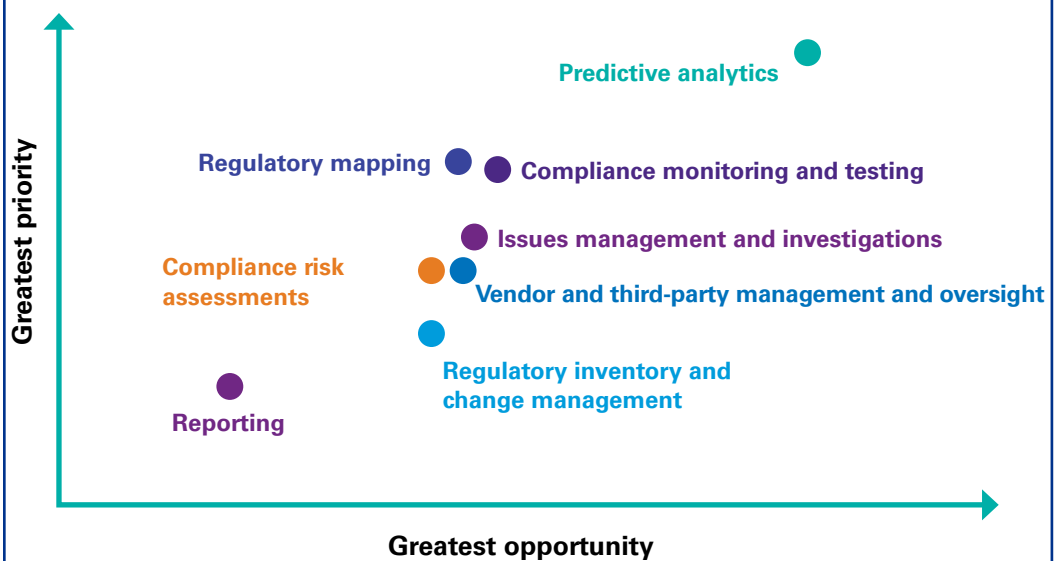 Predictive analytics
Regulatory mapping
Compliance monitoring and testing
Greatest priority
Issues management and investigations
Compliance risk
assessments
Vendor and third-party management and oversight
Regulatory inventory and
change management
Reporting
Greatest opportunity